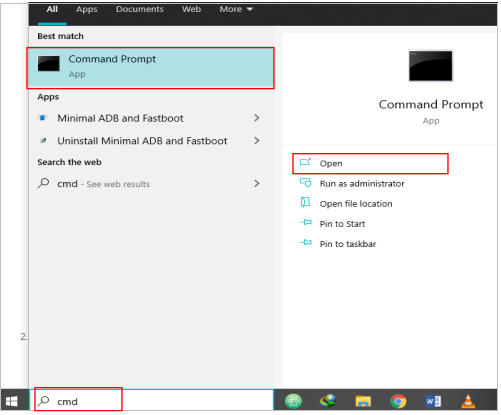 All Apps Documents Web More
Best match
Command Prompt
App
Apps
Minimal ADB and Fastboot
Uninstall Minimal ADB and Fastboot
Search the web
cmd - See web results
Command Prompt
App
Open
Run as administrator
Open file location
Pin to Start
Pin to taskbar
2.
cmd
W